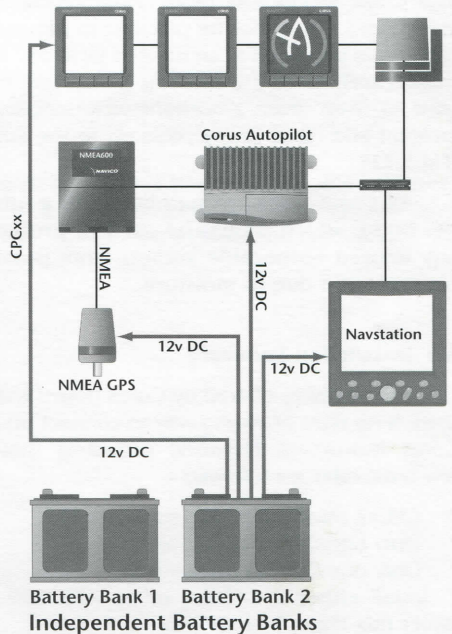 Corus Autopilot
NMEA600
NAVICO
CPCxx
NMEA
12v DC
12v DC
12v DC
Navstation
NMEA GPS
12v DC
Battery Bank 1
Battery Bank 2
Independent Battery Banks